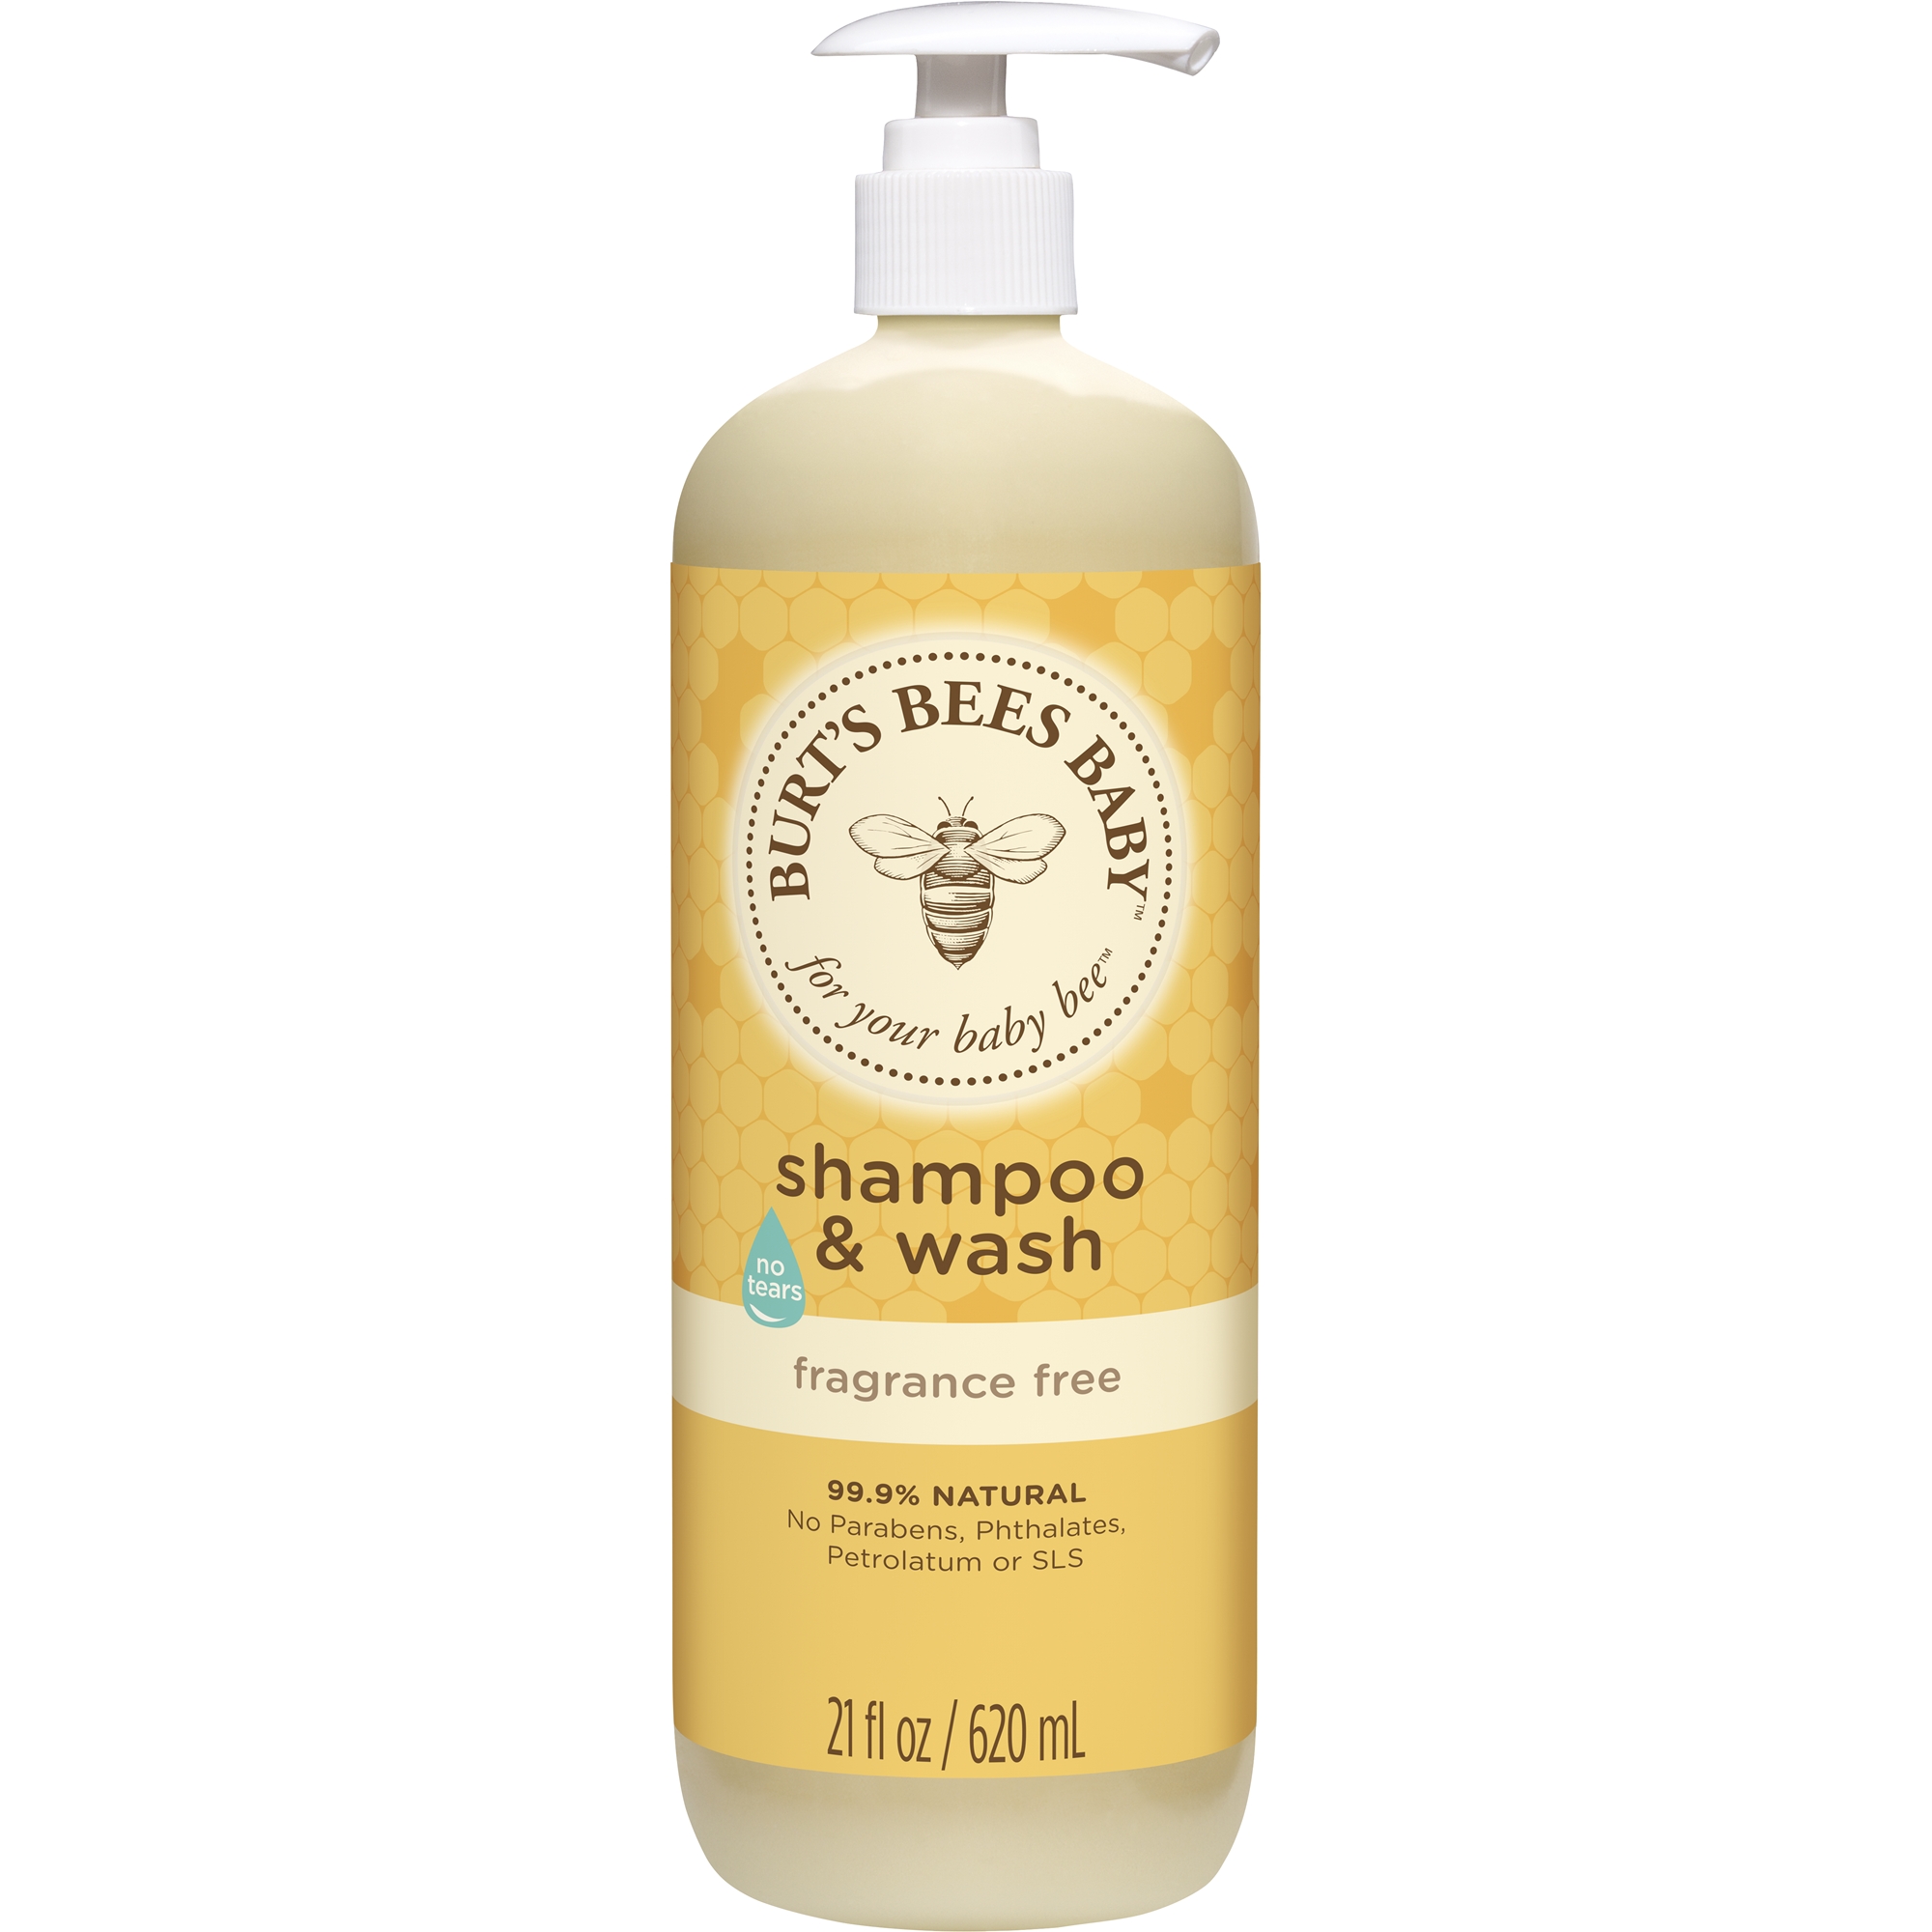 BURT'S BEES BABY™
for your baby bee™
shampoo
& wash
no
tears
fragrance free
99.9% NATURAL
No Parabens, Phthalates,
Petrolatum or SLS
21 fl oz / 620 mL